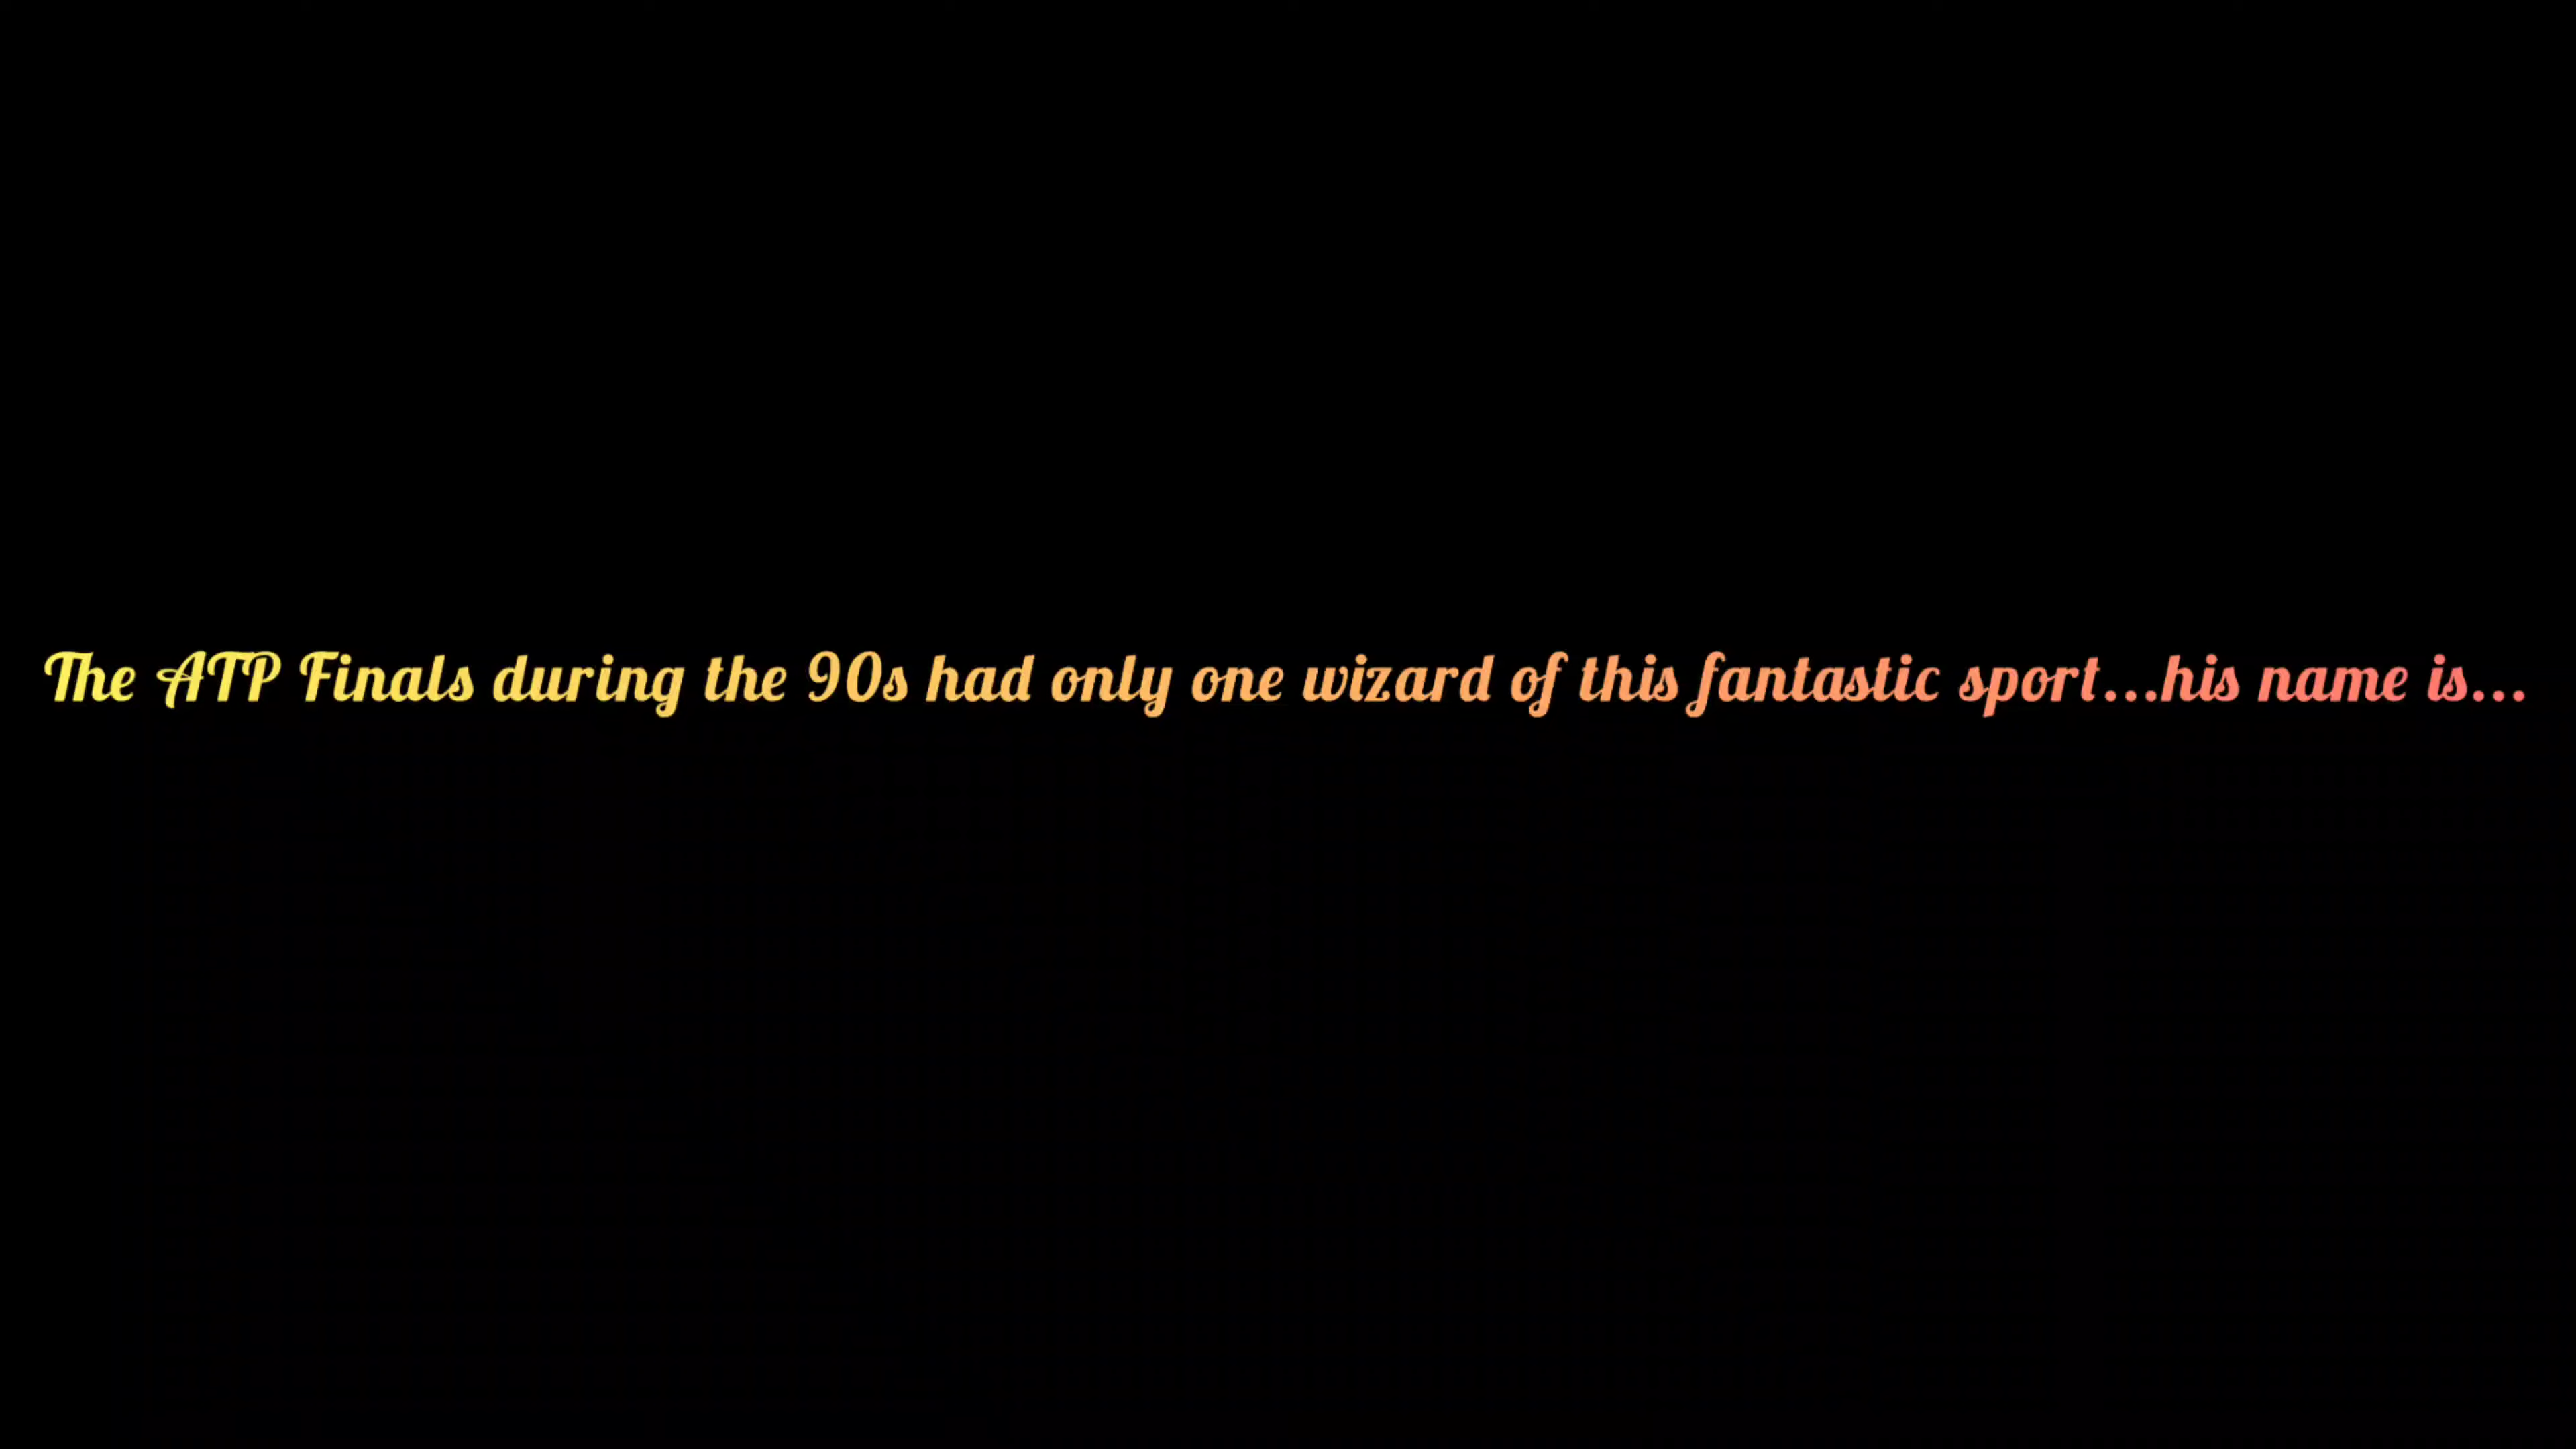 The ATP Finals during the 90s had only one wizard of this fantastic sport...his name is...